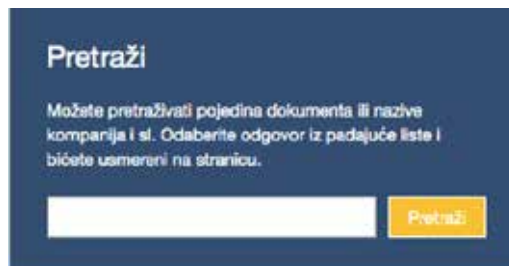 Pretraži
Možete pretraživati pojedina dokumenta ili nazive
kompanija i sl. Odaberite odgovor iz padajuće liste i
bićete usmereni na stranicu.
Pretraži